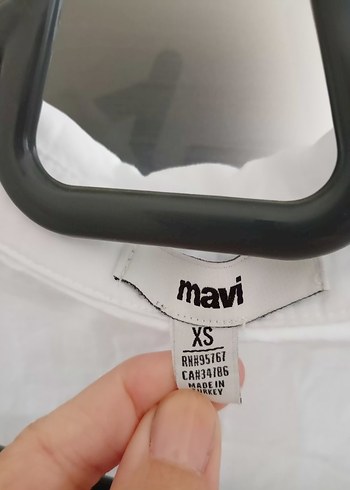 mavi
XS
RN#95767
CA#34786
MADE IN
TURKEY